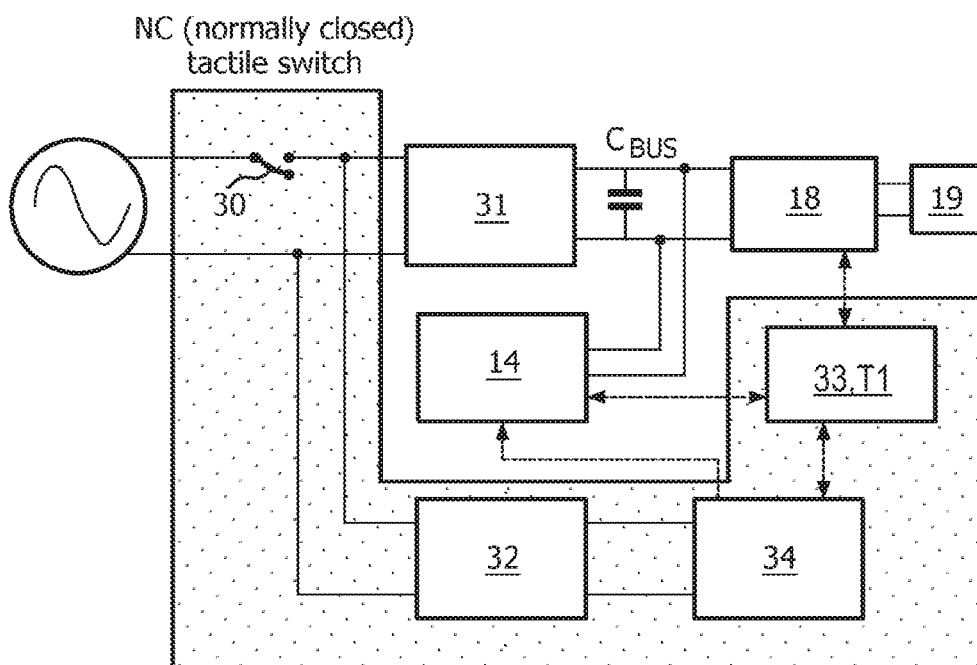 NC (normally closed)
tactile switch
30
31
C BUS
18
19
14
33,T1
32
34